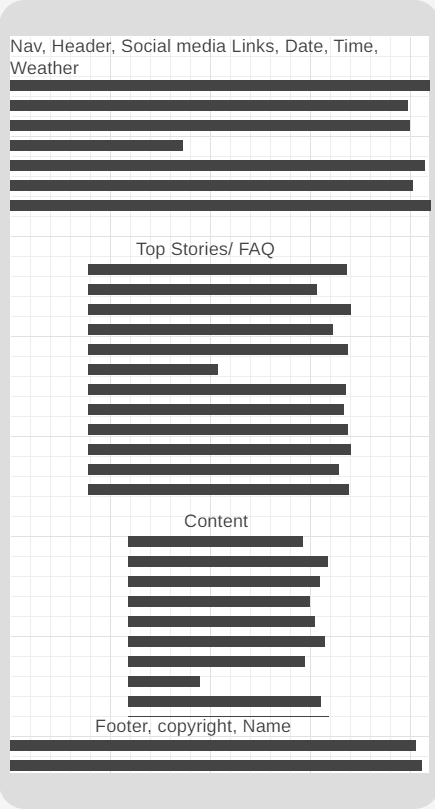 Nav, Header, Social media Links, Date, Time,
Weather
Top Stories/ FAQ
Content
Footer, copyright, Name